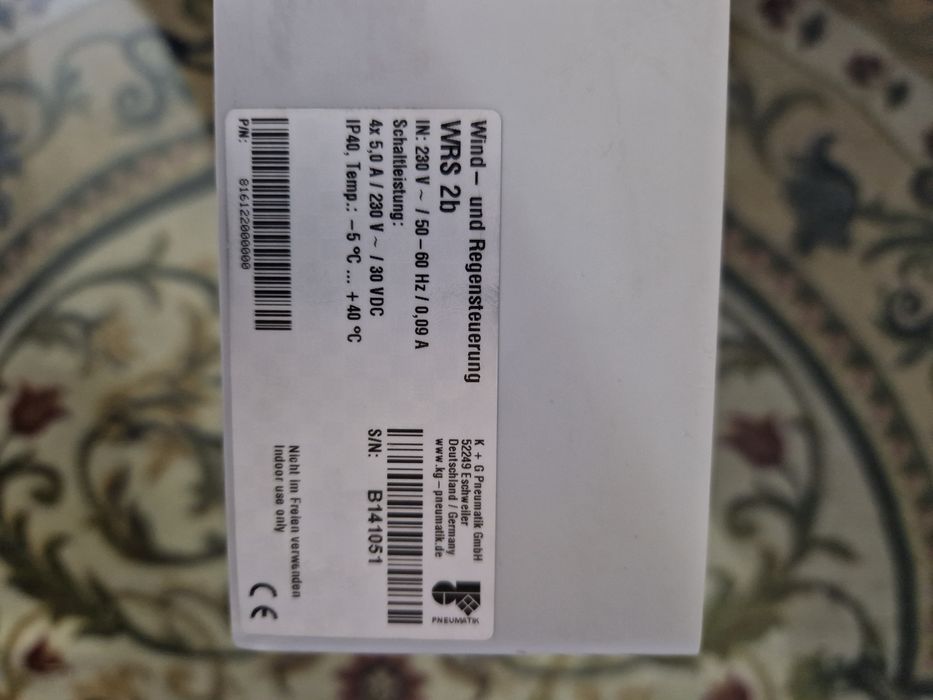 Wind– und Regensteuerung
WRS 2b
IN: 230 V ~ / 50–60 Hz / 0,09 A
Schaltleistung:
4x 5,0 A / 230 V ~ / 30 VDC
IP40, Temp.: –5 °C ... +40 °C
P/N: 8161220000000
K + G Pneumatik GmbH
52249 Eschweiler
Deutschland / Germany
www.kg–pneumatik.de
PNEUMATIK
S/N: B141051
Nicht im Freien verwenden
Indoor use only
CE